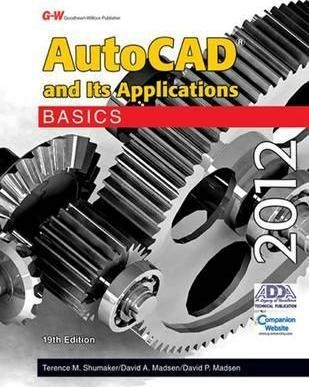 G-W
Goodheart-Willcox Publisher
AutoCAD®
and Its Applications
BASICS
2012
ADDA
TECHNICAL PUBLICATION
Companion
Website
19th Edition
Terence M. Shumaker/David A. Madsen/David P. Madsen